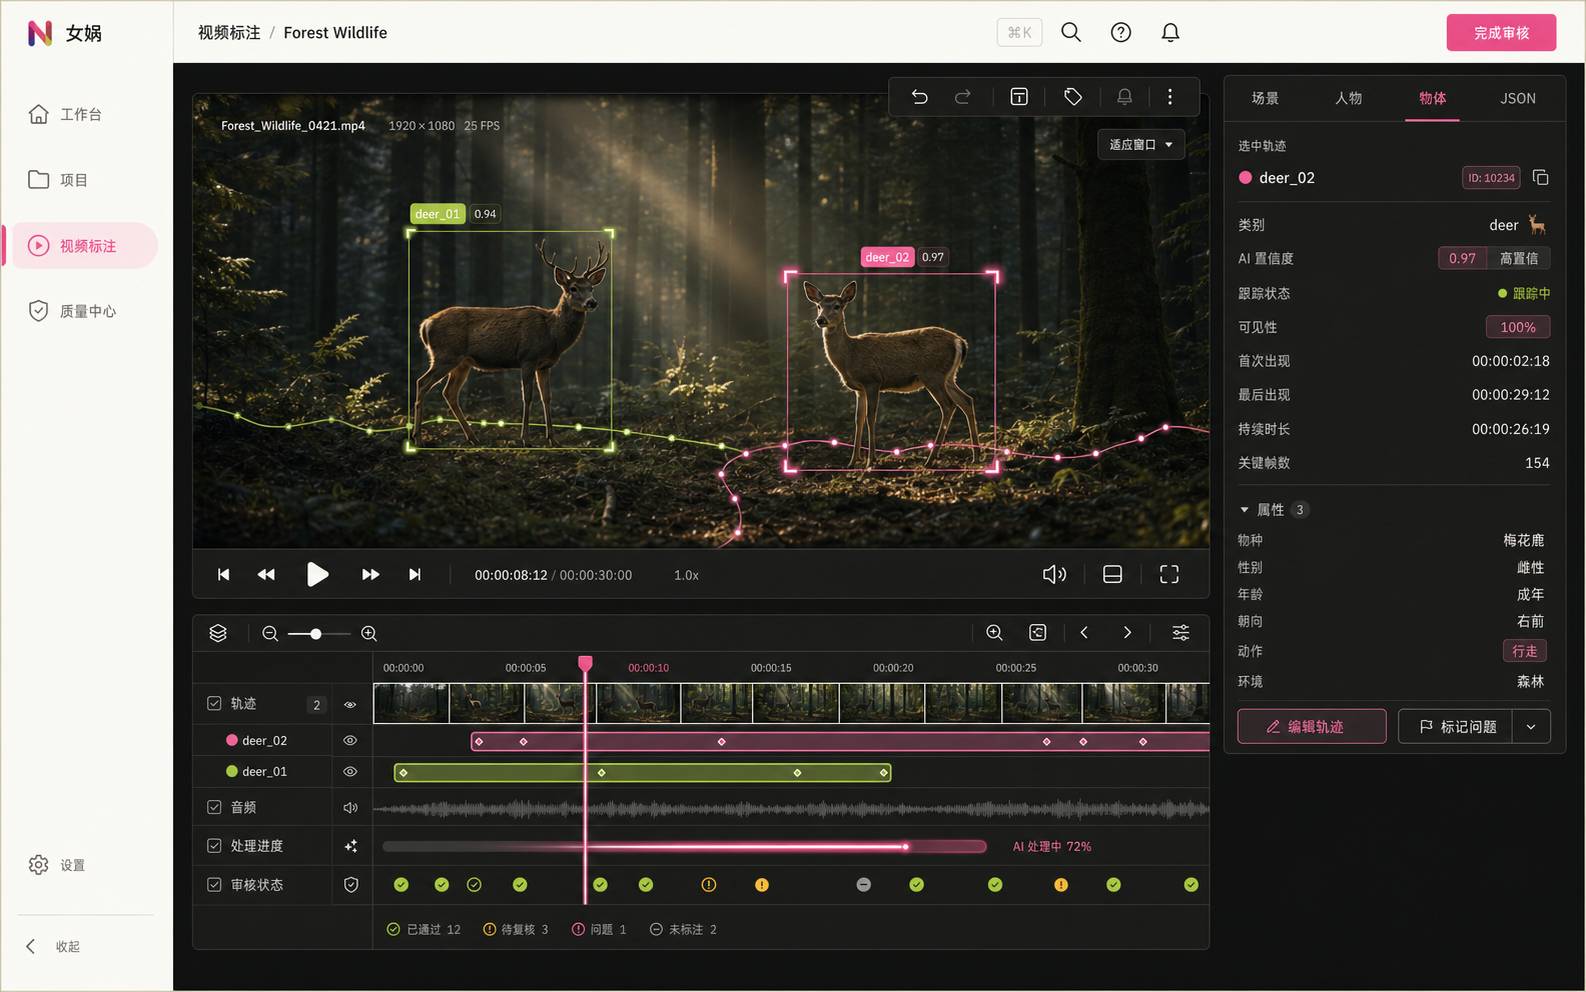 女娲
视频标注 / Forest Wildlife
⌘K
完成审核
工作台
项目
视频标注
质量中心
设置
收起
Forest_Wildlife_0421.mp4 1920×1080 25 FPS
适应窗口
deer_01 0.94
deer_02 0.97
00:00:08:12 / 00:00:30:00 1.0x
00:00:00 00:00:05 00:00:10 00:00:15 00:00:20 00:00:25 00:00:30
轨迹 2
deer_02
deer_01
音频
处理进度 AI 处理中 72%
审核状态
已通过 12 待复核 3 问题 1 未标注 2
场景 人物 物体 JSON
选中轨迹
deer_02 ID: 10234
类别 deer
AI 置信度 0.97 高置信
跟踪状态 跟踪中
可见性 100%
首次出现 00:00:02:18
最后出现 00:00:29:12
持续时长 00:00:26:19
关键帧数 154
属性 3
物种 梅花鹿
性别 雌性
年龄 成年
朝向 右前
动作 行走
环境 森林
编辑轨迹 标记问题